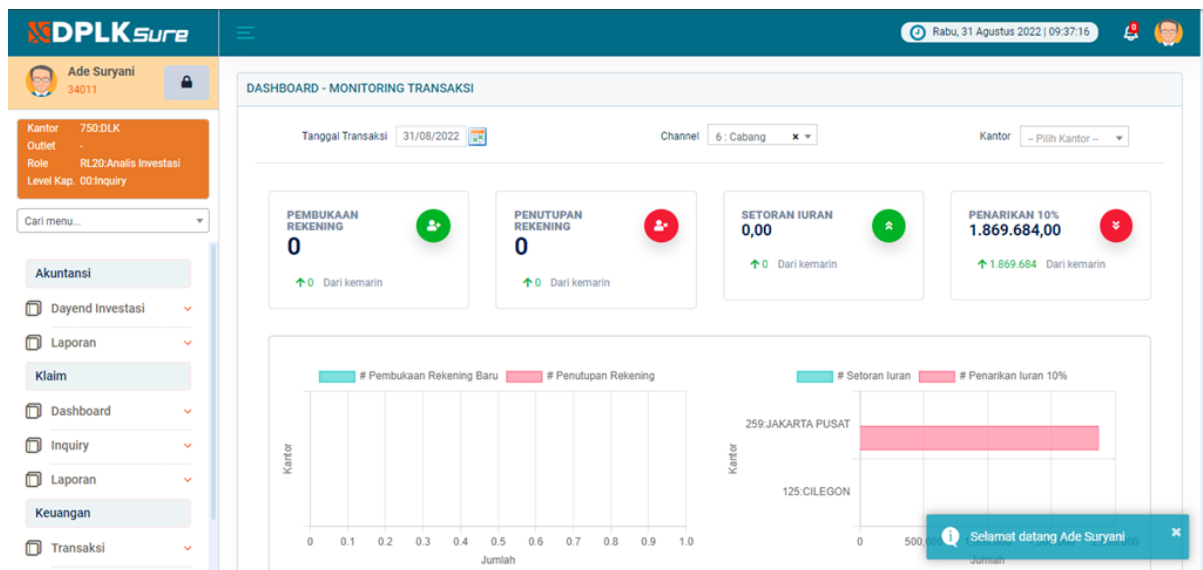 DPLKSure
Rabu, 31 Agustus 2022 | 09:37:16
Ade Suryani
34011
Kantor 750:DLK
Outlet -
Role RL20:Analis Investasi
Level Kap. 00:Inquiry
Cari menu...
Akuntansi
Dayend Investasi
Laporan
Klaim
Dashboard
Inquiry
Laporan
Keuangan
Transaksi
DASHBOARD - MONITORING TRANSAKSI
Tanggal Transaksi 31/08/2022 Channel 6 : Cabang Kantor -- Pilih Kantor --
PEMBUKAAN
REKENING
0
0 Dari kemarin
PENUTUPAN
REKENING
0
0 Dari kemarin
SETORAN IURAN
0,00
0 Dari kemarin
PENARIKAN 10%
1.869.684,00
1.869.684 Dari kemarin
# Pembukaan Rekening Baru # Penutupan Rekening
Kantor
0 0.1 0.2 0.3 0.4 0.5 0.6 0.7 0.8 0.9 1.0
Jumlah
# Setoran Iuran # Penarikan Iuran 10%
259:JAKARTA PUSAT
Kantor
125:CILEGON
0
Jumlah
Selamat datang Ade Suryani